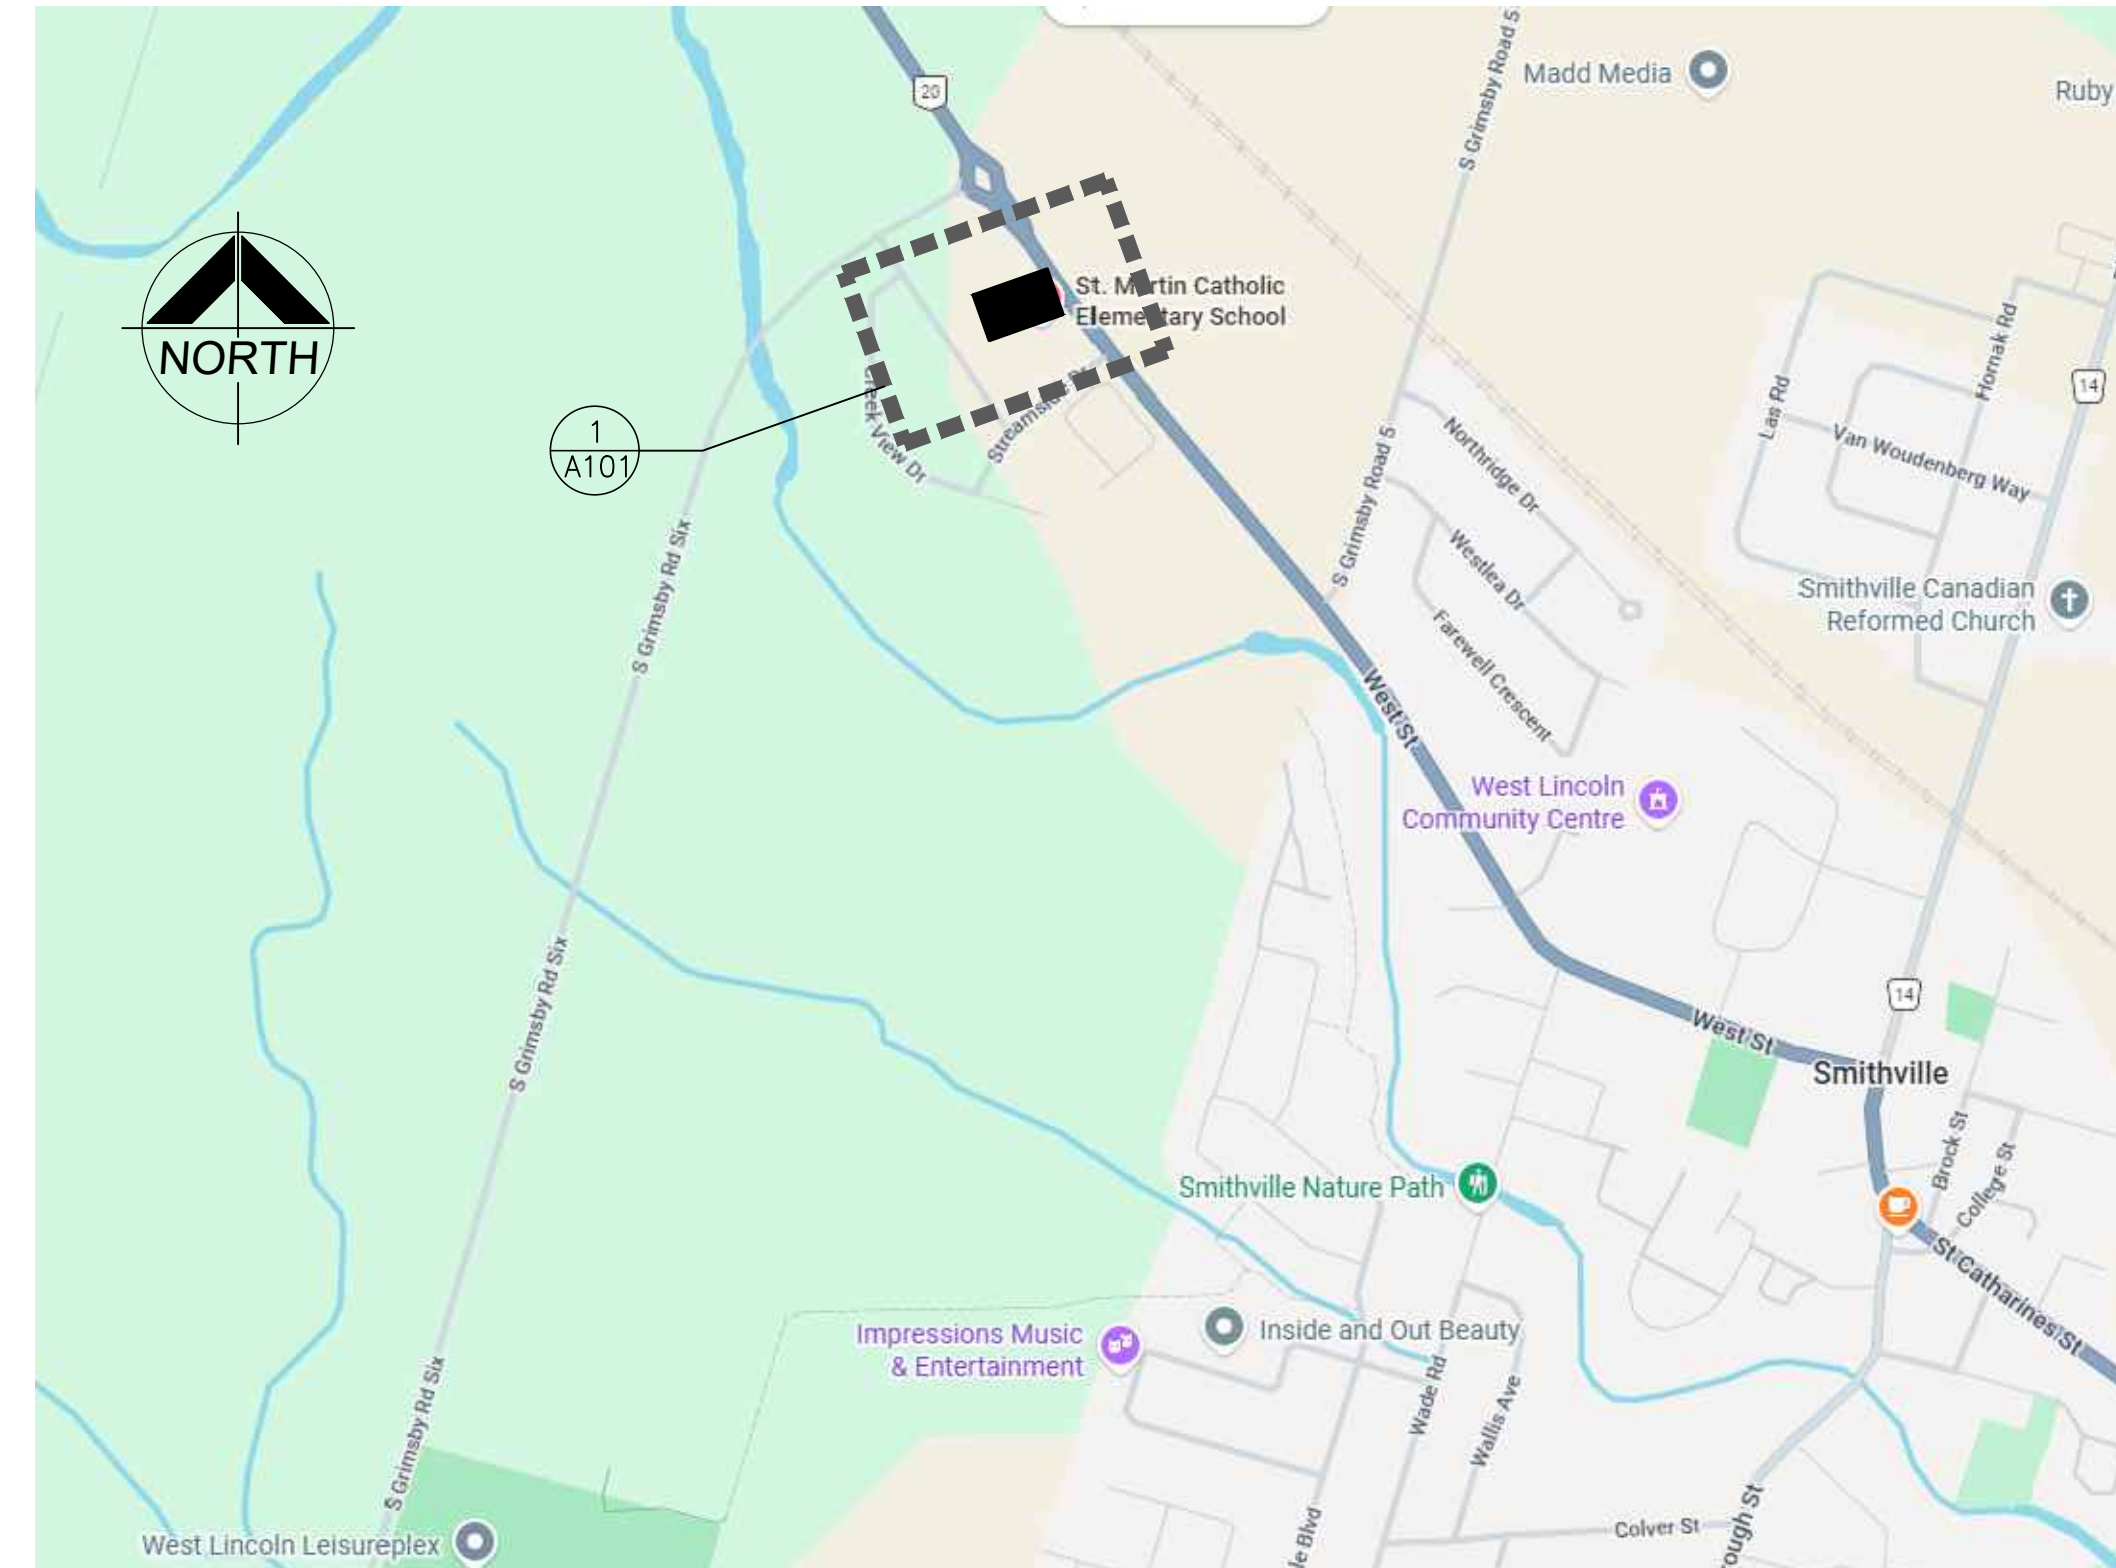 S Grimsby Road 5
Madd Media
Ruby
20
NORTH
St. Martin Catholic
Elementary School
Hornak Rd
14
Las Rd
1
A101
Creek View Dr
Streamside Dr
Northridge Dr
Van Woudenberg Way
S Grimsby Road 5
S Grimsby Rd Six
Westlea Dr
Smithville Canadian
Reformed Church
Farewell Crescent
West St
West Lincoln
Community Centre
S Grimsby Rd Six
14
West St
Smithville
Brock St
College St
Smithville Nature Path
St Catharines St
Impressions Music
& Entertainment
Inside and Out Beauty
Wade Rd
Wallis Ave
S Grimsby Rd Six
West Lincoln Leisureplex
Colver St